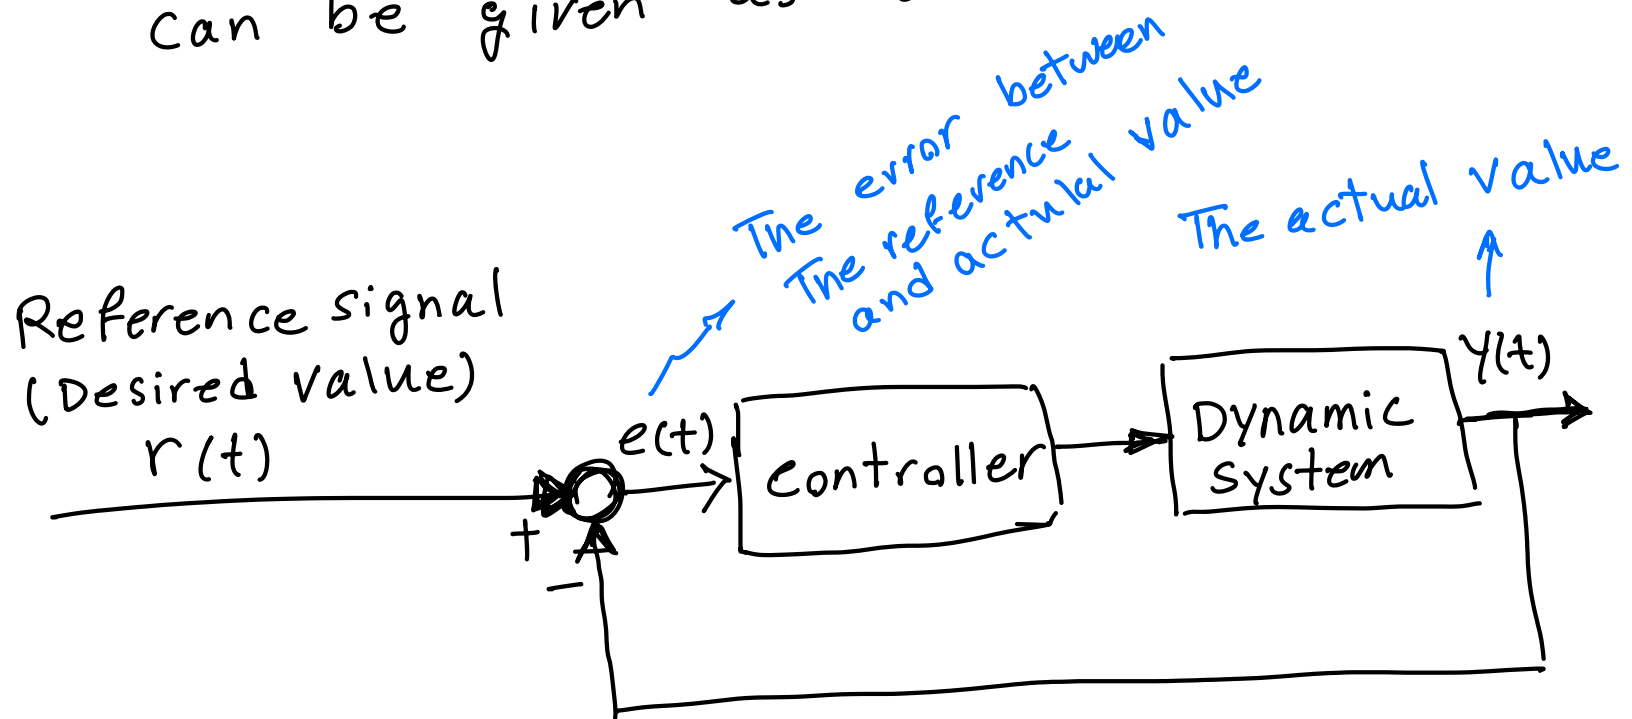 can be given as
The error between
The reference
and actulal value
The actual value
Reference signal
(Desired value)
r(t)
e(t)
y(t)
controller
Dynamic
system
+
-